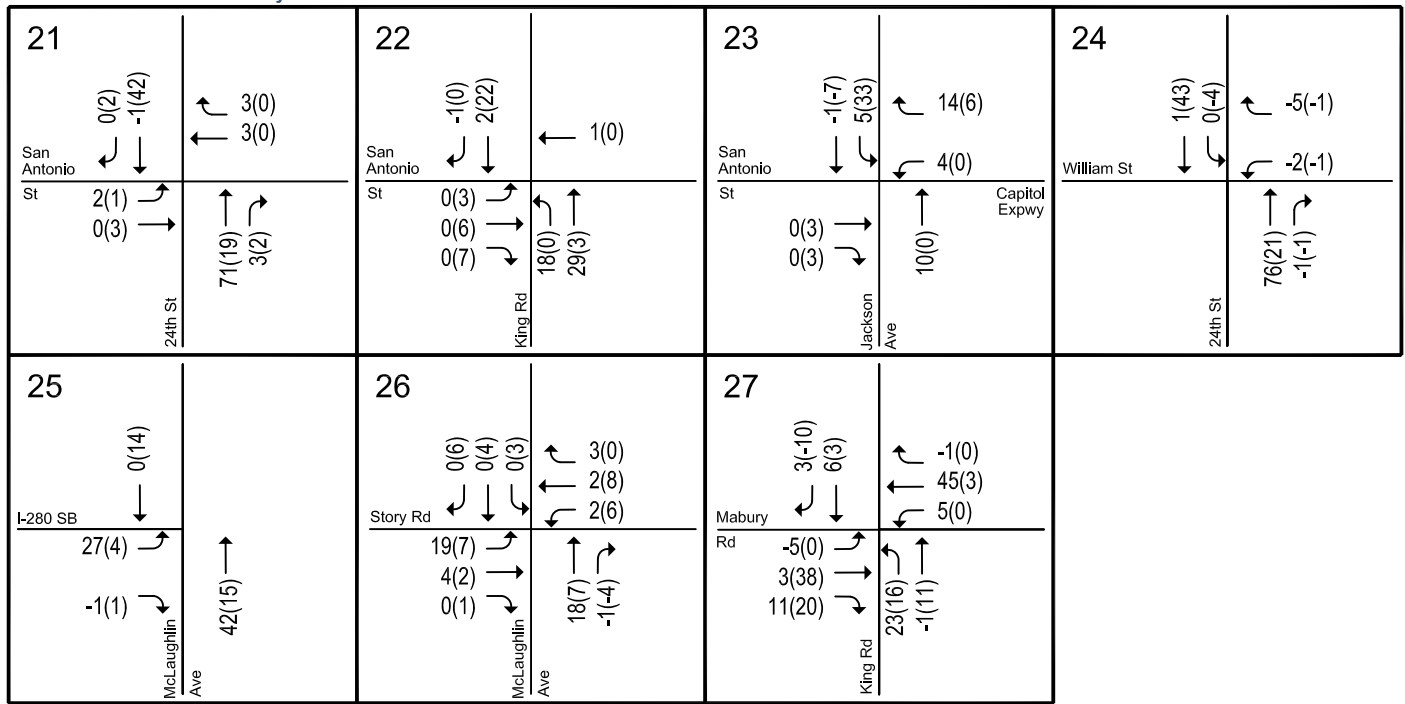 21
0(2)
-1(42)
3(0)
3(0)
San
Antonio
St
2(1)
0(3)
71(19)
3(2)
24th St
22
-1(0)
2(22)
1(0)
San
Antonio
St
0(3)
0(6)
0(7)
18(0)
29(3)
King Rd
23
-1(-7)
5(33)
14(6)
4(0)
San
Antonio
St
Capitol
Expwy
0(3)
0(3)
10(0)
Jackson
Ave
24
1(43)
0(-4)
-5(-1)
-2(-1)
William St
76(21)
-1(-1)
24th St
25
0(14)
I-280 SB
27(4)
-1(1)
42(15)
McLaughlin
Ave
26
0(6)
0(4)
0(3)
3(0)
2(8)
2(6)
Story Rd
19(7)
4(2)
0(1)
18(7)
-1(-4)
McLaughlin
Ave
27
3(-10)
6(3)
-1(0)
45(3)
5(0)
Mabury
Rd
-5(0)
3(38)
11(20)
23(16)
-1(11)
King Rd